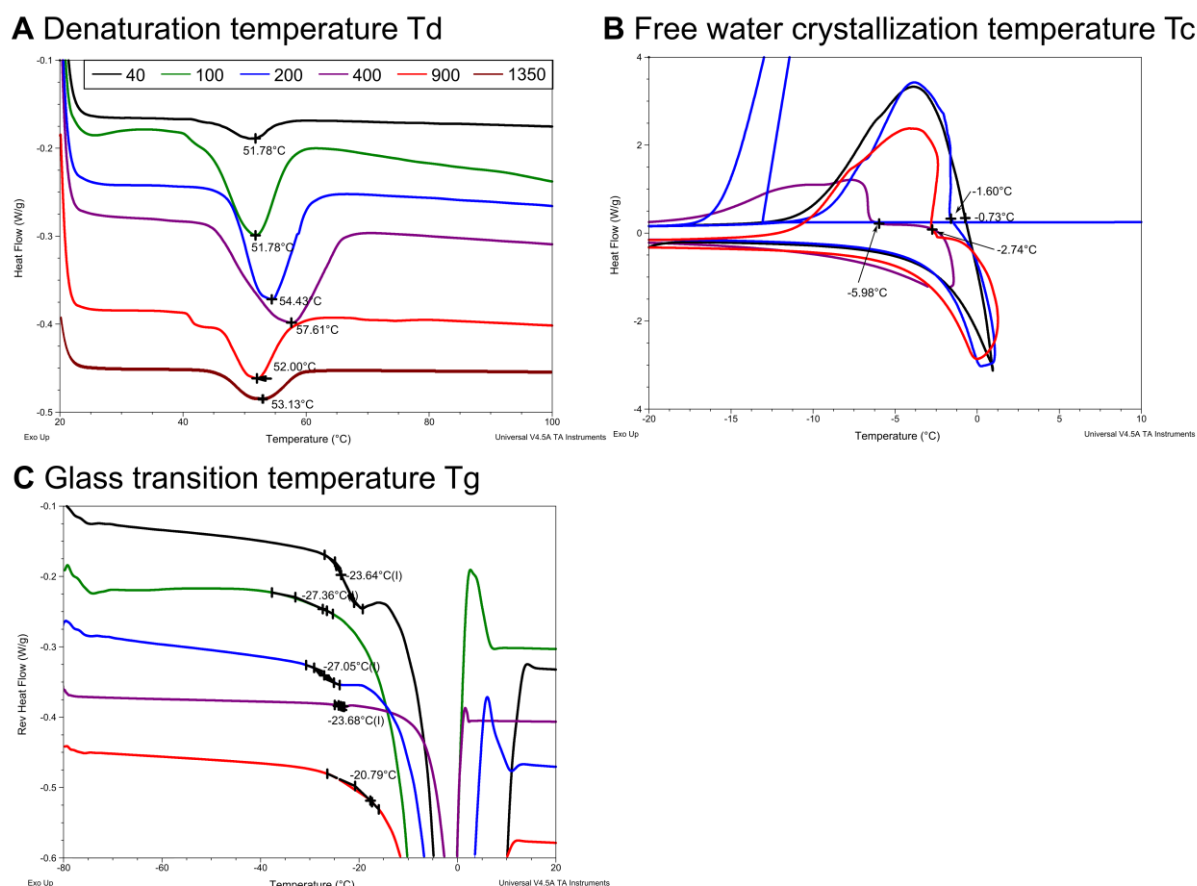 A Denaturation temperature Td
B Free water crystallization temperature Tc
-0.1
40 100 200 400 900 1350
-0.2
51.78°C
Heat Flow (W/g)
-0.3
51.78°C
54.43°C
-0.4
57.61°C
52.00°C
53.13°C
-0.5
20 40 60 80 100
Exo Up
Temperature (°C)
Universal V4.5A TA Instruments
4
2
-1.60°C
-0.73°C
0
-2.74°C
Heat Flow (W/g)
-5.98°C
-2
-4
-20 -15 -10 -5 0 5 10
Exo Up
Temperature (°C)
Universal V4.5A TA Instruments
C Glass transition temperature Tg
-0.1
-0.2
-23.64°C(I)
-27.36°C(I)
-0.3
-27.05°C(I)
Rev Heat Flow (W/g)
-0.4
-23.68°C(I)
-20.79°C
-0.5
-0.6
-80 -60 -40 -20 0 20
Exo Up
Temperature (°C)
Universal V4.5A TA Instruments